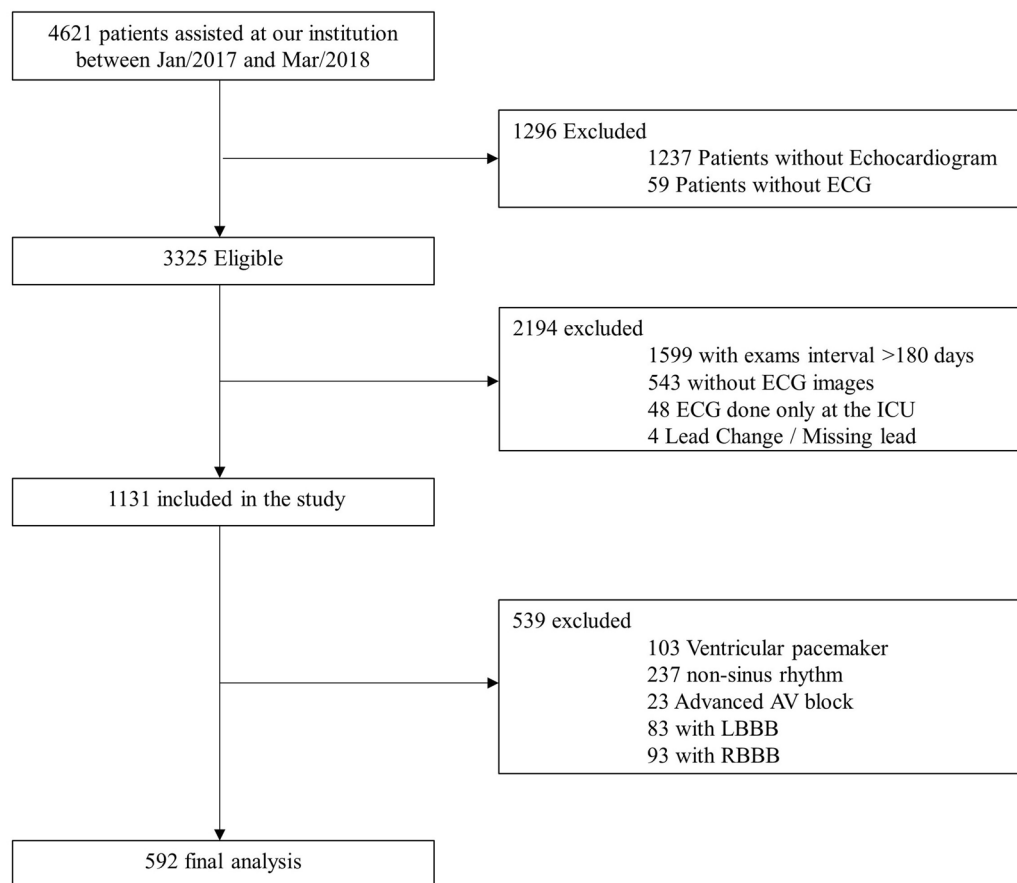 4621 patients assisted at our institution
between Jan/2017 and Mar/2018
1296 Excluded
1237 Patients without Echocardiogram
59 Patients without ECG
3325 Eligible
2194 excluded
1599 with exams interval >180 days
543 without ECG images
48 ECG done only at the ICU
4 Lead Change / Missing lead
1131 included in the study
539 excluded
103 Ventricular pacemaker
237 non-sinus rhythm
23 Advanced AV block
83 with LBBB
93 with RBBB
592 final analysis